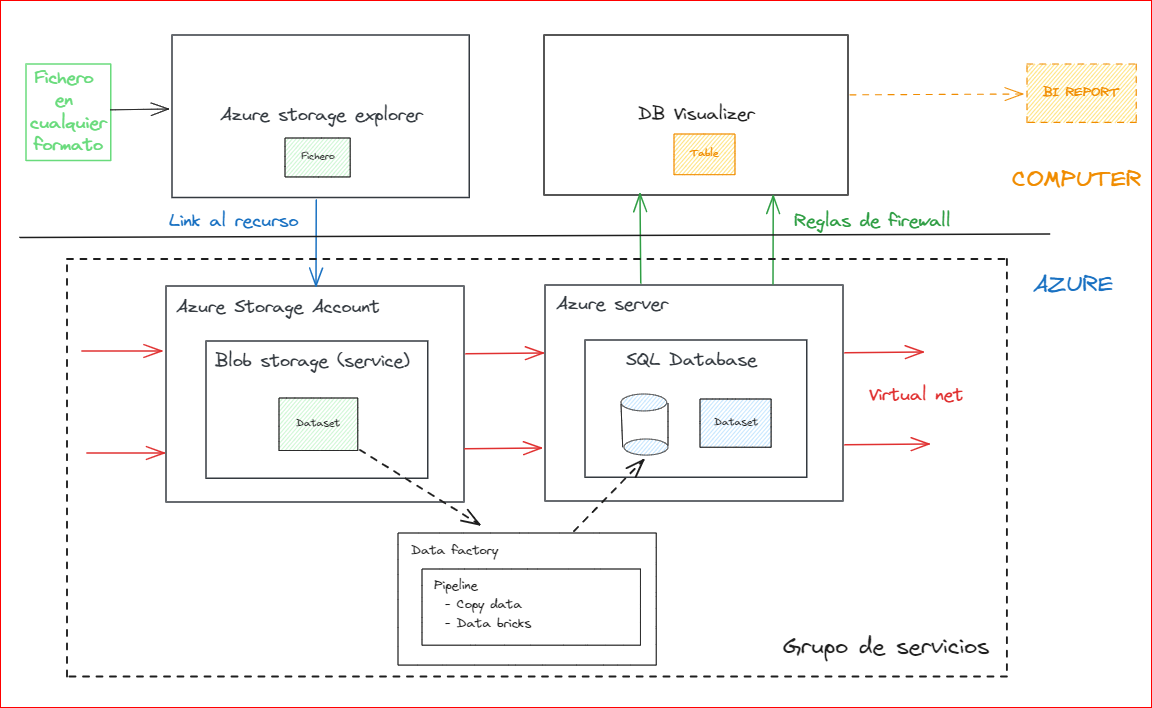 Fichero
en
cualquier
formato
Azure storage explorer
Fichero
DB Visualizer
Table
BI REPORT
COMPUTER
Link al recurso
Reglas de firewall
AZURE
Azure Storage Account
Blob storage (service)
Dataset
Azure server
SQL Database
Dataset
Virtual net
Data factory
Pipeline
- Copy data
- Data bricks
Grupo de servicios